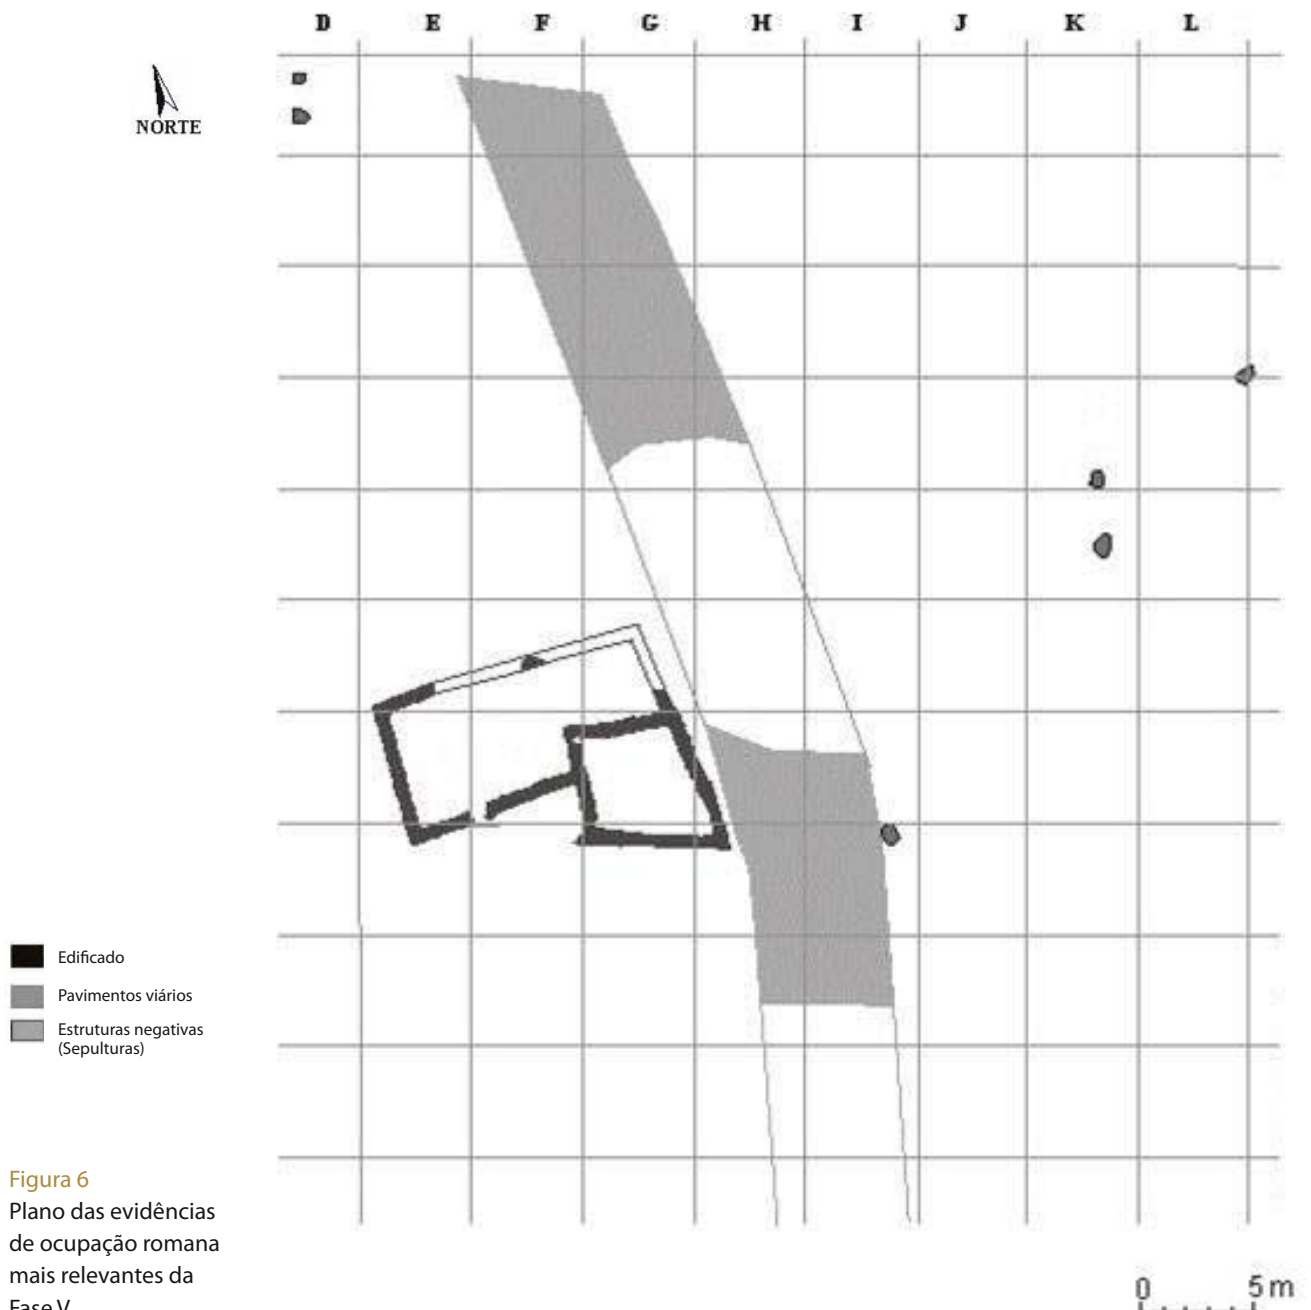 D E F G H I J K L
NORTE
Edificado
Pavimentos viários
Estruturas negativas
(Sepulturas)
Figura 6
Plano das evidências
de ocupação romana
mais relevantes da
Fase V
0 5 m